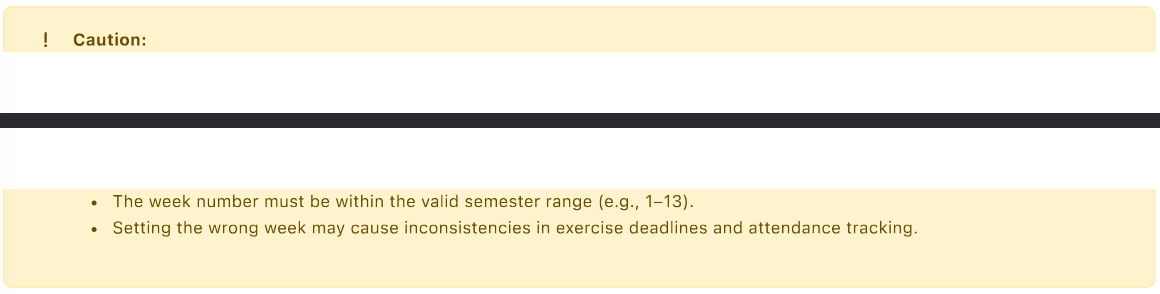 ! Caution:
• The week number must be within the valid semester range (e.g., 1–13).
• Setting the wrong week may cause inconsistencies in exercise deadlines and attendance tracking.